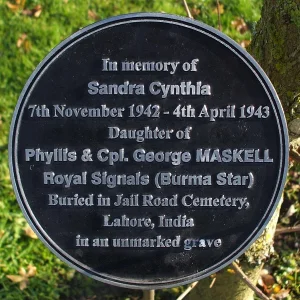 In memory of
Sandra Cynthia
7th November 1942 - 4th April 1943
Daughter of
Phyllis & Cpl. George MASKELL
Royal Signals (Burma Star)
Buried in Jail Road Cemetery,
Lahore, India
in an unmarked grave